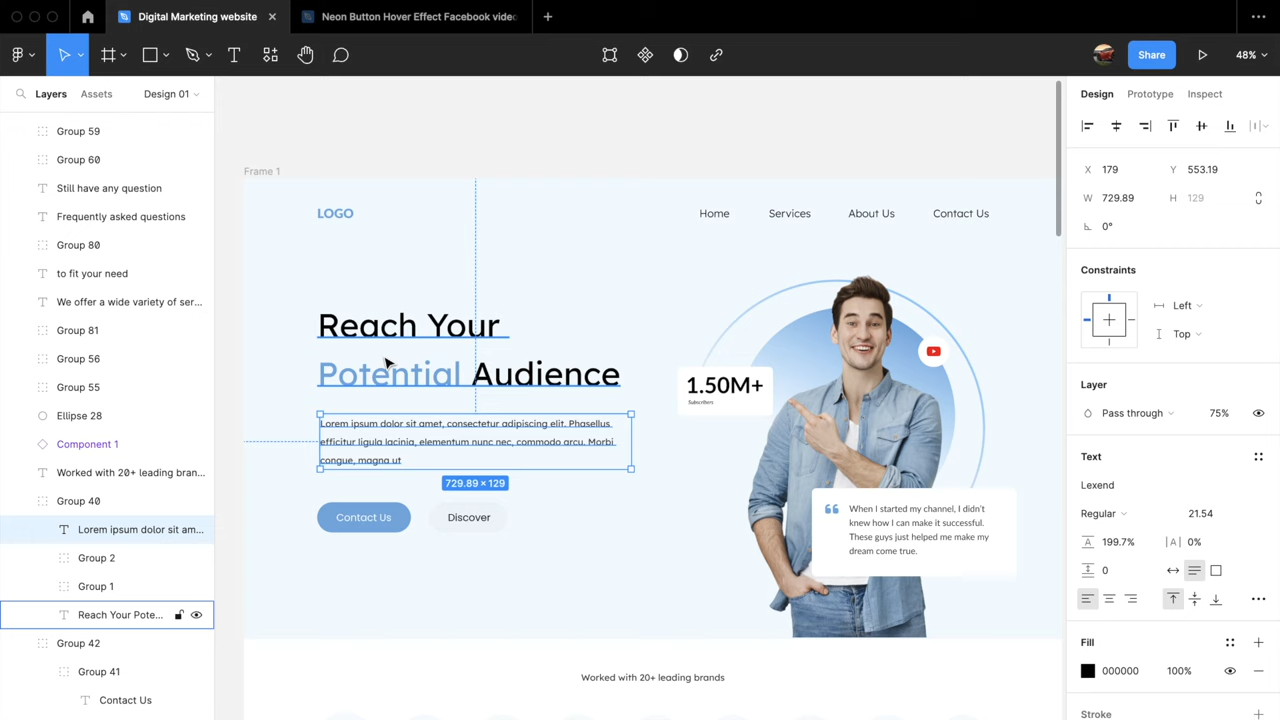 Digital Marketing website
Neon Button Hover Effect Facebook video
Share
48%
Layers
Assets
Design 01
Group 59
Group 60
Still have any question
Frequently asked questions
Group 80
to fit your need
We offer a wide variety of ser...
Group 81
Group 56
Group 55
Ellipse 28
Component 1
Worked with 20+ leading bran...
Group 40
Lorem ipsum dolor sit am...
Group 2
Group 1
Reach Your Pote...
Group 42
Group 41
Contact Us
Frame 1
LOGO
Home
Services
About Us
Contact Us
Reach Your
Potential Audience
Lorem ipsum dolor sit amet, consectetur adipiscing elit. Phasellus
efficitur ligula lacinia, elementum nunc nec, commodo arcu. Morbi
congue, magna ut
729.89 × 129
Contact Us
Discover
1.50M+
Subscribers
When I started my channel, I didn't
knew how I can make it successful.
These guys just helped me make my
dream come true.
Worked with 20+ leading brands
Design
Prototype
Inspect
X 179
Y 553.19
W 729.89
H 129
0°
Constraints
Left
Top
Layer
Pass through
75%
Text
Lexend
Regular
21.54
199.7%
|A| 0%
0
Fill
000000
100%
Stroke